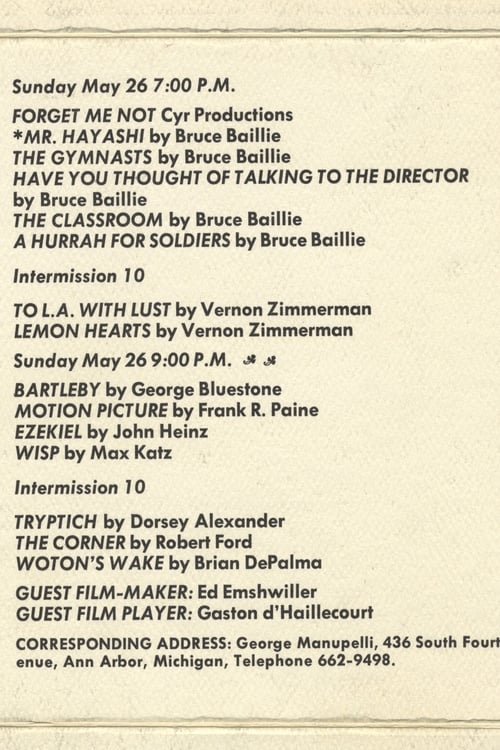 Sunday May 26 7:00 P.M.
FORGET ME NOT Cyr Productions
*MR. HAYASHI by Bruce Baillie
THE GYMNASTS by Bruce Baillie
HAVE YOU THOUGHT OF TALKING TO THE DIRECTOR
by Bruce Baillie
THE CLASSROOM by Bruce Baillie
A HURRAH FOR SOLDIERS by Bruce Baillie
Intermission 10
TO L.A. WITH LUST by Vernon Zimmerman
LEMON HEARTS by Vernon Zimmerman
Sunday May 26 9:00 P.M.
BARTLEBY by George Bluestone
MOTION PICTURE by Frank R. Paine
EZEKIEL by John Heinz
WISP by Max Katz
Intermission 10
TRYPTICH by Dorsey Alexander
THE CORNER by Robert Ford
WOTON'S WAKE by Brian DePalma
GUEST FILM-MAKER: Ed Emshwiller
GUEST FILM PLAYER: Gaston d'Haillecourt
CORRESPONDING ADDRESS: George Manupelli, 436 South Fourt
enue, Ann Arbor, Michigan, Telephone 662-9498.